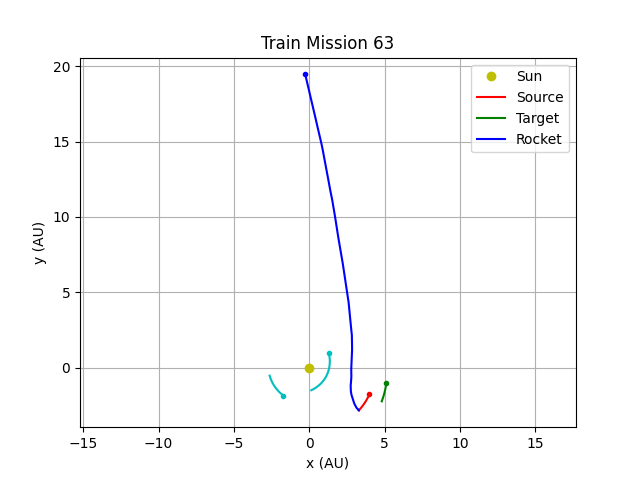 Train Mission 63
Sun
Source
Target
Rocket
20
15
10
5
0
y (AU)
−15
−10
−5
0
5
10
15
x (AU)